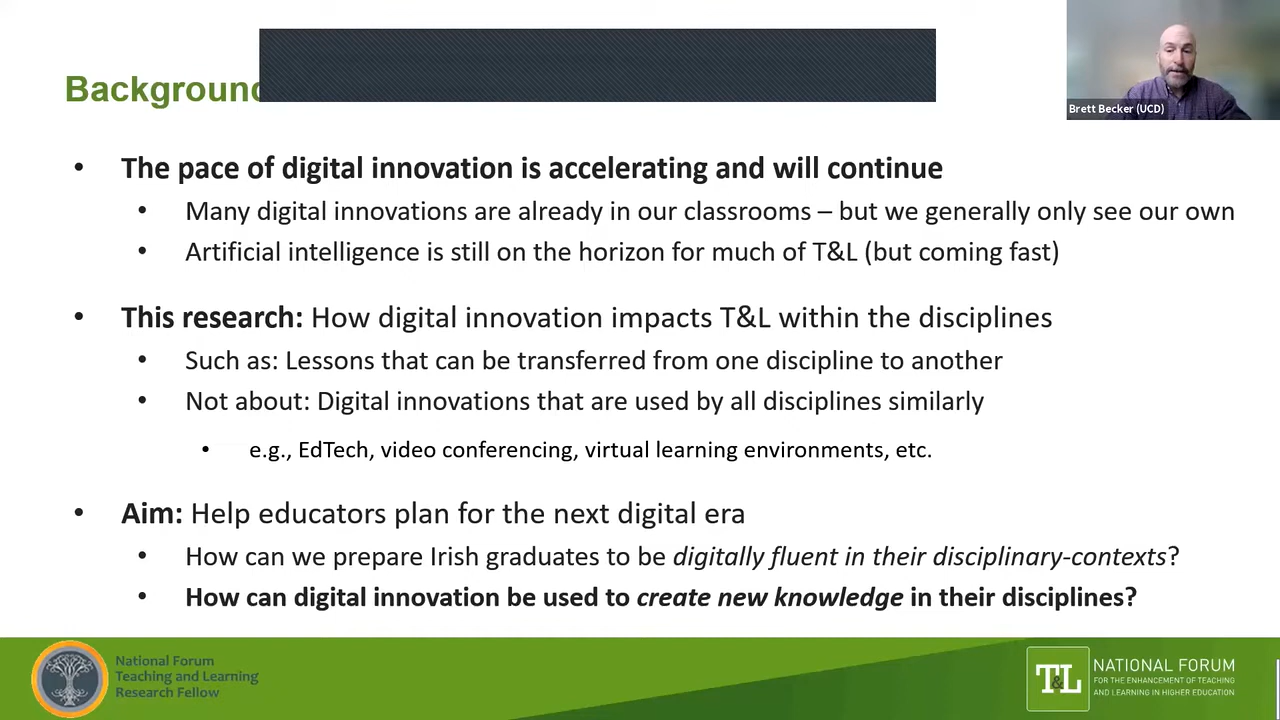 Background
Brett Becker (UCD)
• The pace of digital innovation is accelerating and will continue
• Many digital innovations are already in our classrooms – but we generally only see our own
• Artificial intelligence is still on the horizon for much of T&L (but coming fast)
• This research: How digital innovation impacts T&L within the disciplines
• Such as: Lessons that can be transferred from one discipline to another
• Not about: Digital innovations that are used by all disciplines similarly
• e.g., EdTech, video conferencing, virtual learning environments, etc.
• Aim: Help educators plan for the next digital era
• How can we prepare Irish graduates to be digitally fluent in their disciplinary-contexts?
• How can digital innovation be used to create new knowledge in their disciplines?
National Forum
Teaching and Learning
Research Fellow
T&L
NATIONAL FORUM
FOR THE ENHANCEMENT OF TEACHING
AND LEARNING IN HIGHER EDUCATION